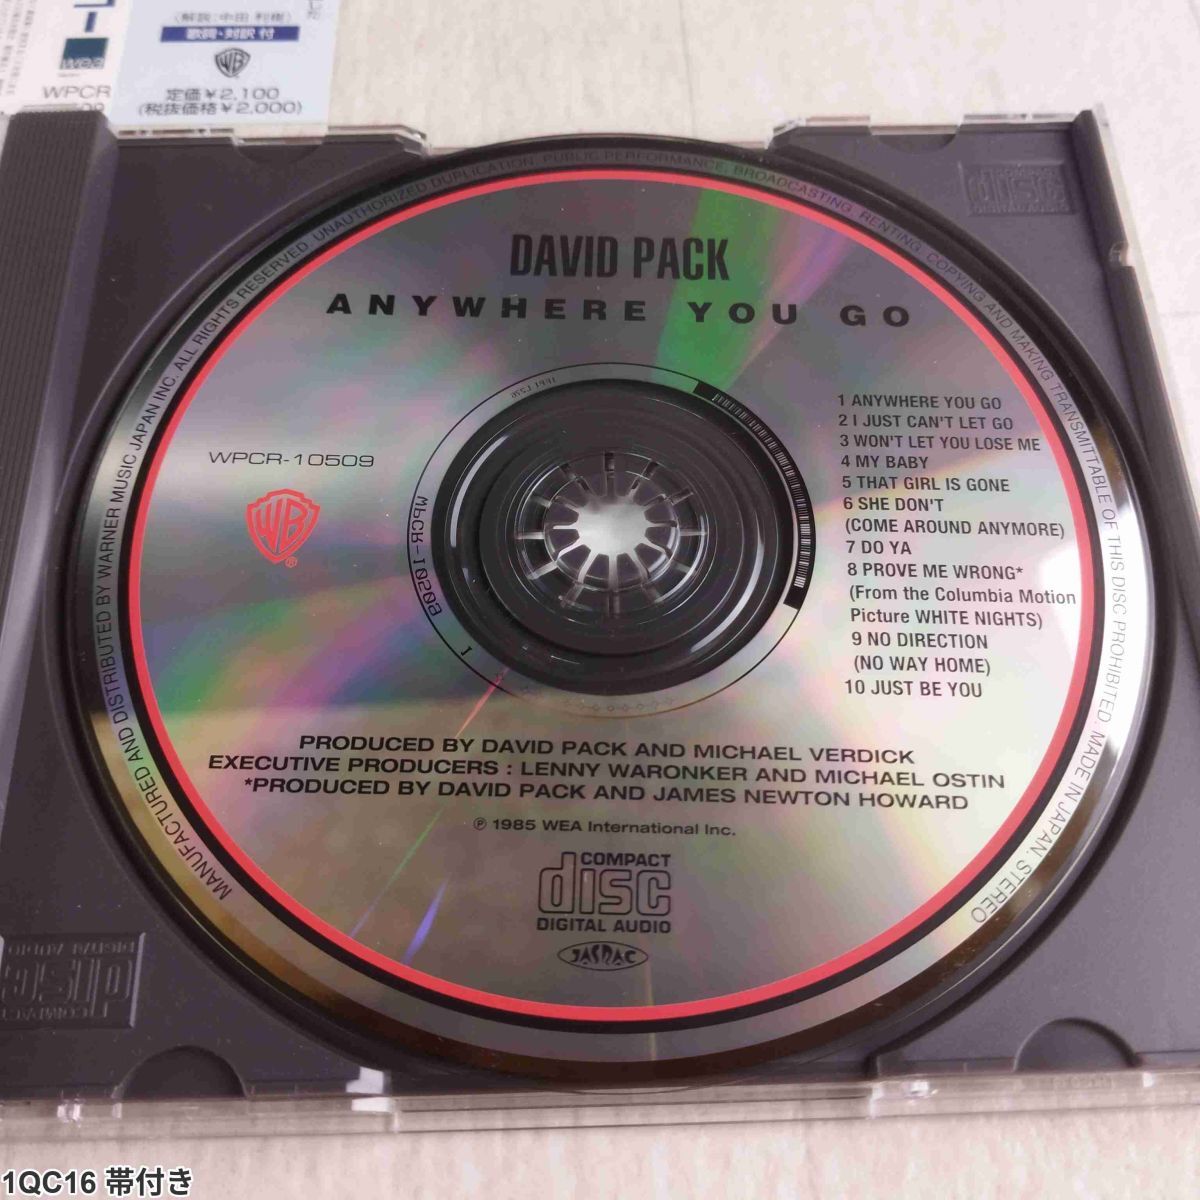 (解説:中田 利樹)
歌詞・対訳 付
WPCR
定価¥2,100
(税抜価格¥2,000)
MANUFACTURED AND DISTRIBUTED BY WARNER MUSIC JAPAN INC. ALL RIGHTS RESERVED. UNAUTHORIZED DUPLICATION, PUBLIC PERFORMANCE, BROADCASTING, RENTING, COPYING AND MAKING TRANSMITTABLE OF THIS DISC PROHIBITED. MADE IN JAPAN. STEREO
DAVID PACK
ANYWHERE YOU GO
WPCR-10509
WB
WPCR-10509 1
1 ANYWHERE YOU GO
2 I JUST CAN'T LET GO
3 WON'T LET YOU LOSE ME
4 MY BABY
5 THAT GIRL IS GONE
6 SHE DON'T
(COME AROUND ANYMORE)
7 DO YA
8 PROVE ME WRONG*
(From the Columbia Motion
Picture WHITE NIGHTS)
9 NO DIRECTION
(NO WAY HOME)
10 JUST BE YOU
PRODUCED BY DAVID PACK AND MICHAEL VERDICK
EXECUTIVE PRODUCERS : LENNY WARONKER AND MICHAEL OSTIN
*PRODUCED BY DAVID PACK AND JAMES NEWTON HOWARD
℗ 1985 WEA International Inc.
COMPACT
disc
DIGITAL AUDIO
JASRAC
1QC16 帯付き